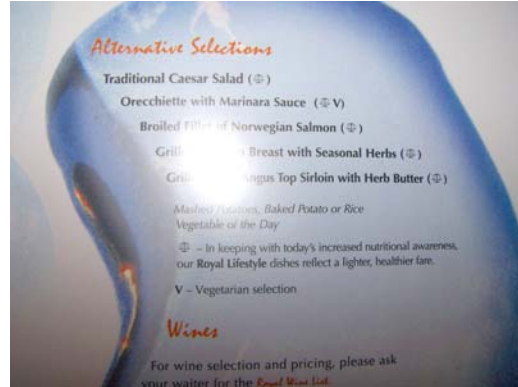 Alternative Selections
Traditional Caesar Salad (⊕)
Orecchiette with Marinara Sauce (⊕ V)
Broiled of Norwegian Salmon (⊕)
Breast with Seasonal Herbs (⊕)
Top Sirloin with Herb Butter (⊕)
Mashed Potatoes, Baked Potato or Rice
Vegetable of the Day
⊕ – In keeping with today's increased nutritional awareness,
our Royal Lifestyle dishes reflect a lighter, healthier fare.
V – Vegetarian selection
Wines
For wine selection and pricing, please ask
your waiter for the Royal Wine List.